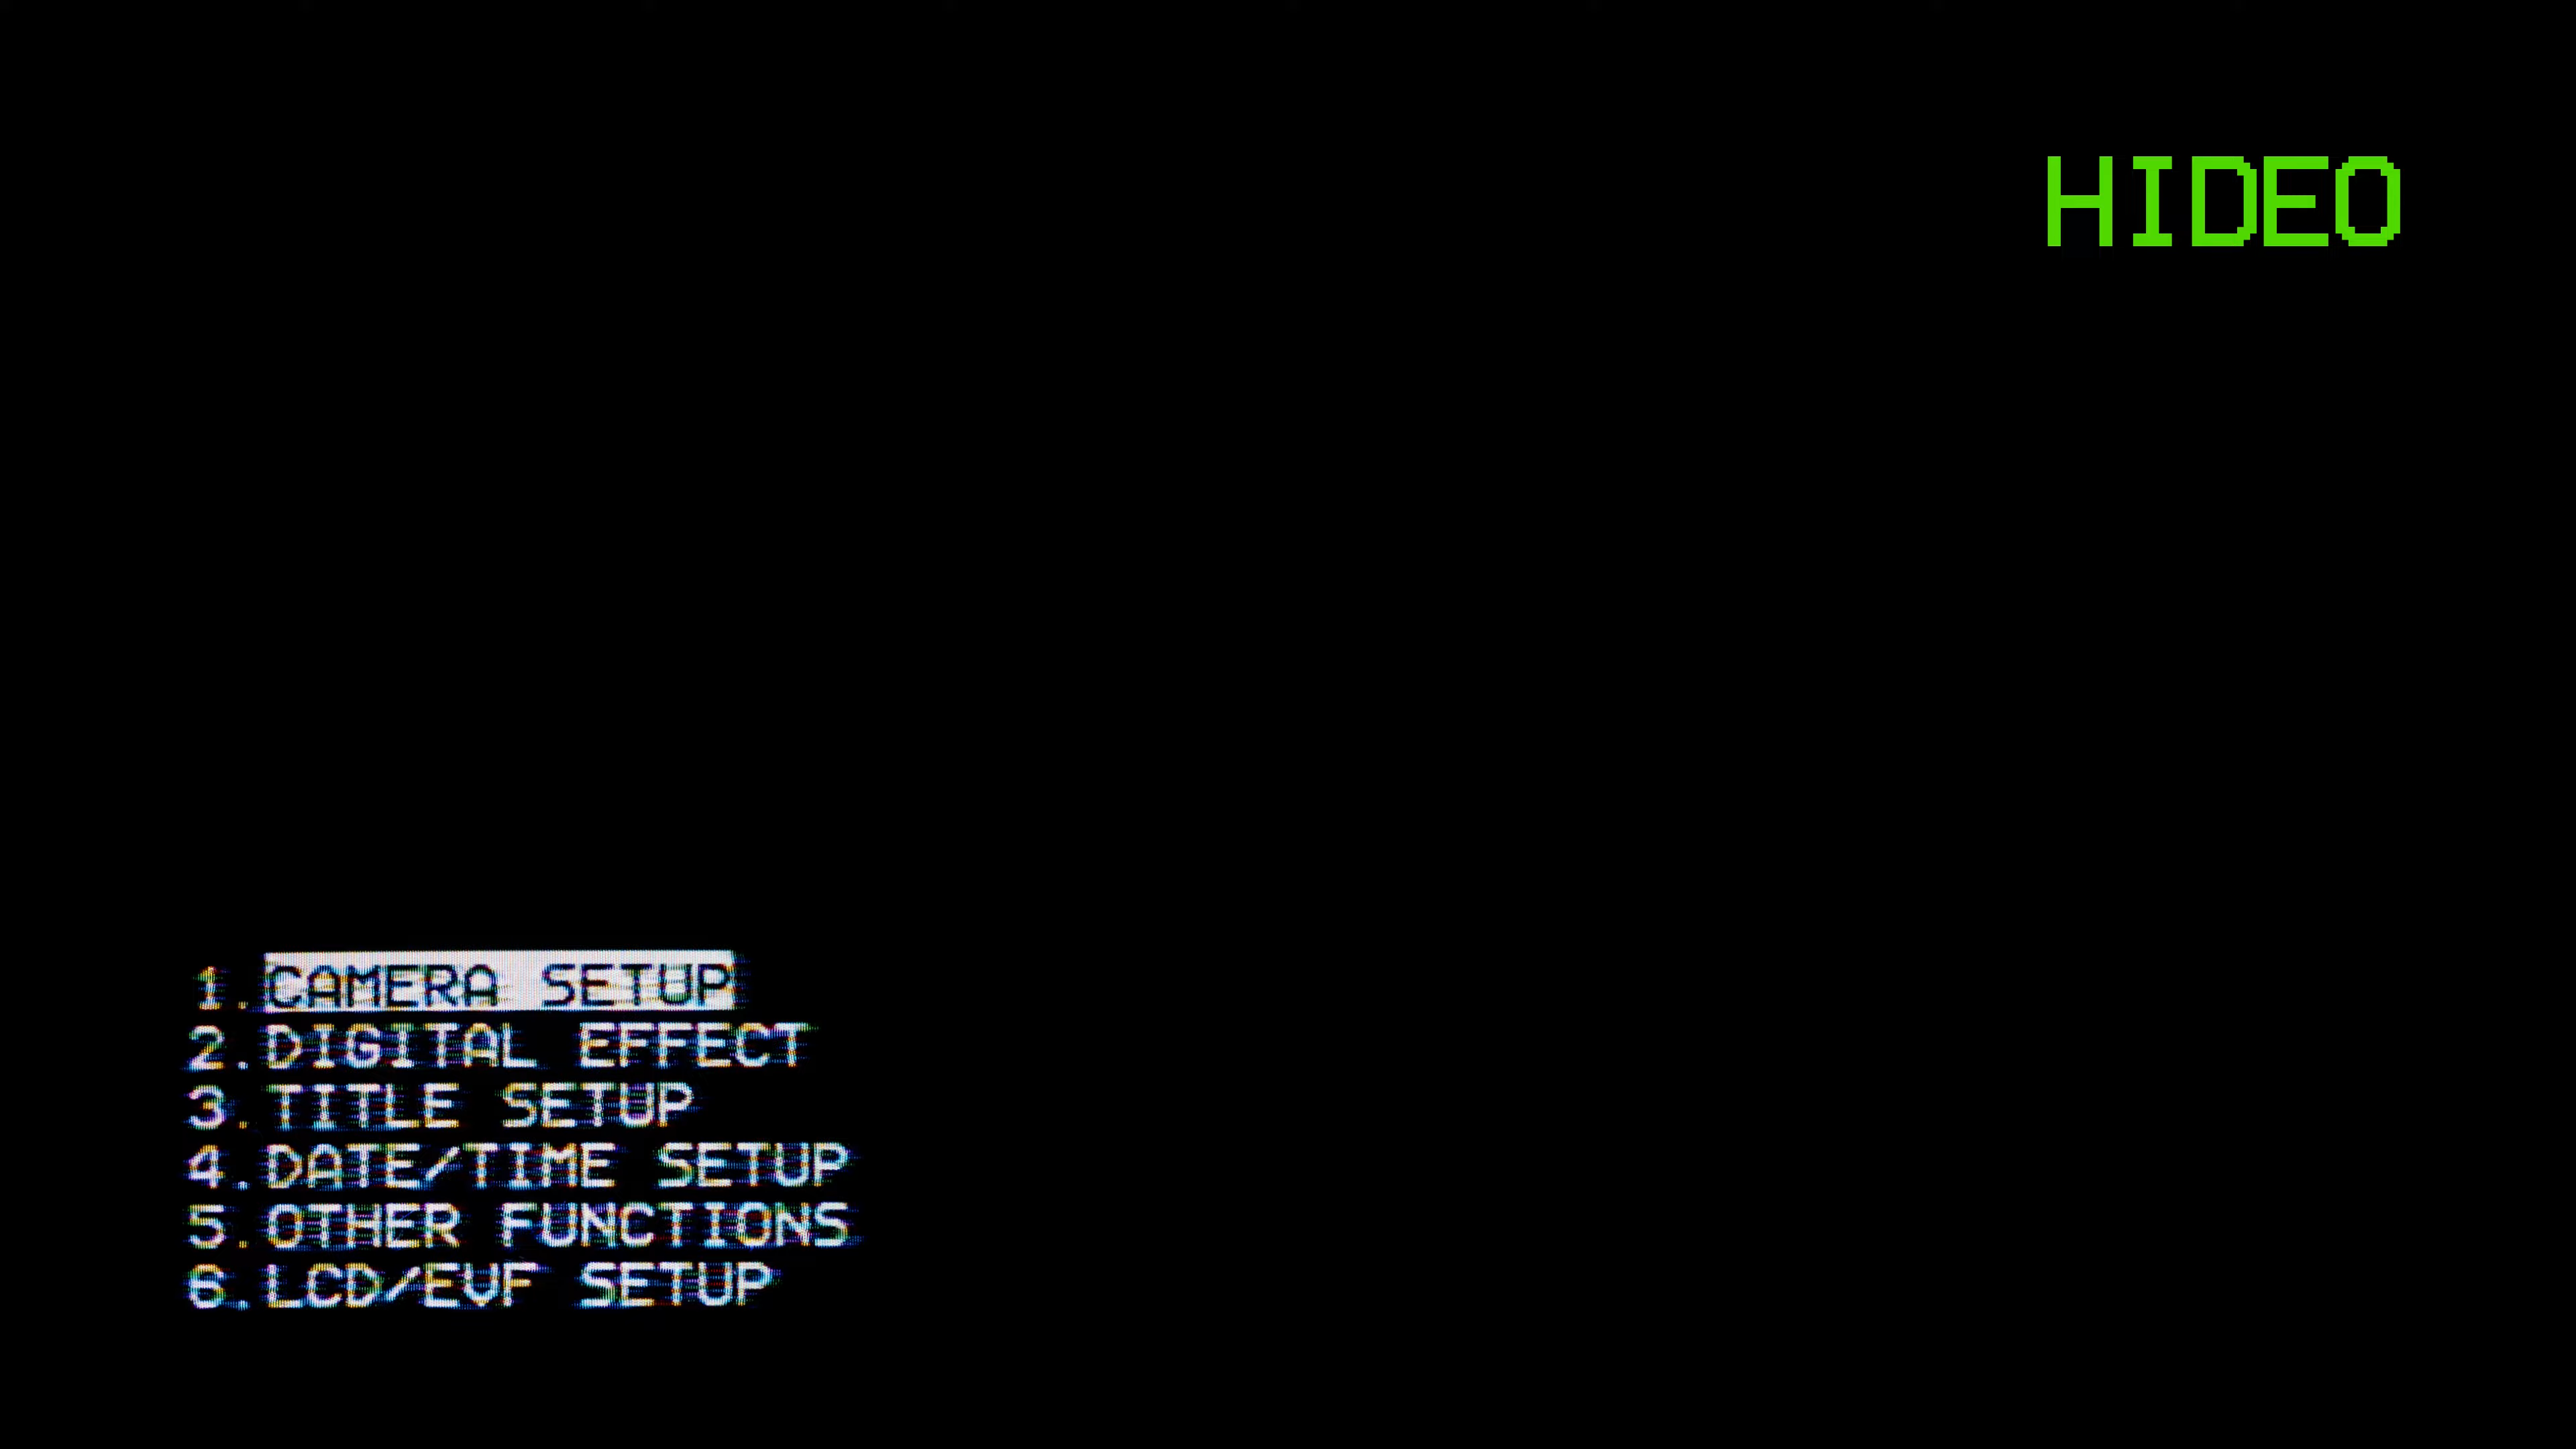 HIDEO
1.CAMERA SETUP
2.DIGITAL EFFECT
3.TITLE SETUP
4.DATE/TIME SETUP
5.OTHER FUNCTIONS
6.LCD/EVF SETUP